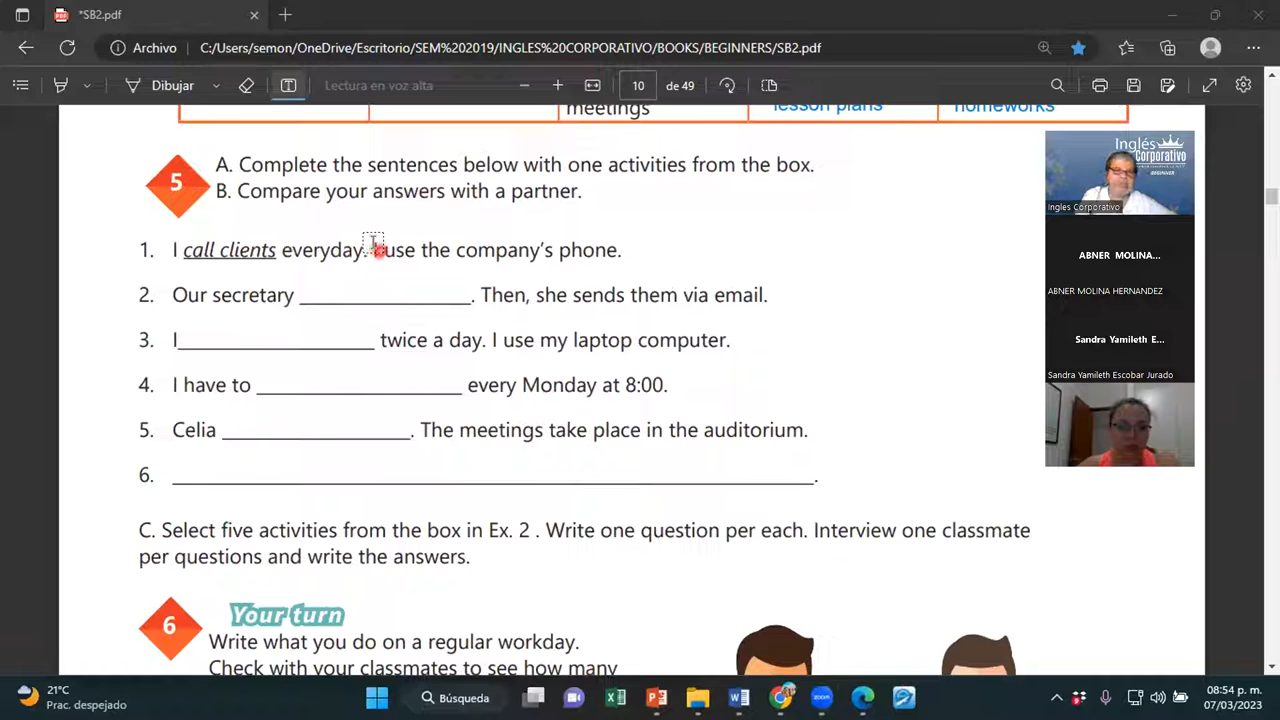 *SB2.pdf
Archivo
C:/Users/semon/OneDrive/Escritorio/SEM%202019/INGLES%20CORPORATIVO/BOOKS/BEGINNERS/SB2.pdf
Dibujar
Lectura en voz alta
10
de 49
meetings
lesson plans
homeworks
5
A. Complete the sentences below with one activities from the box.
B. Compare your answers with a partner.
1. I call clients everyday. I use the company's phone.
2. Our secretary _______________. Then, she sends them via email.
3. I_________________ twice a day. I use my laptop computer.
4. I have to __________________ every Monday at 8:00.
5. Celia ________________. The meetings take place in the auditorium.
6. ________________________________________________________.
C. Select five activities from the box in Ex. 2 . Write one question per each. Interview one classmate
per questions and write the answers.
6
Your turn
Write what you do on a regular workday.
Check with your classmates to see how many
Inglés
Corporativo
Ingles Corporativo
ABNER MOLINA...
ABNER MOLINA HERNANDEZ
Sandra Yamileth E...
Sandra Yamileth Escobar Jurado
21°C
Prac. despejado
Búsqueda
zoom
08:54 p. m.
07/03/2023